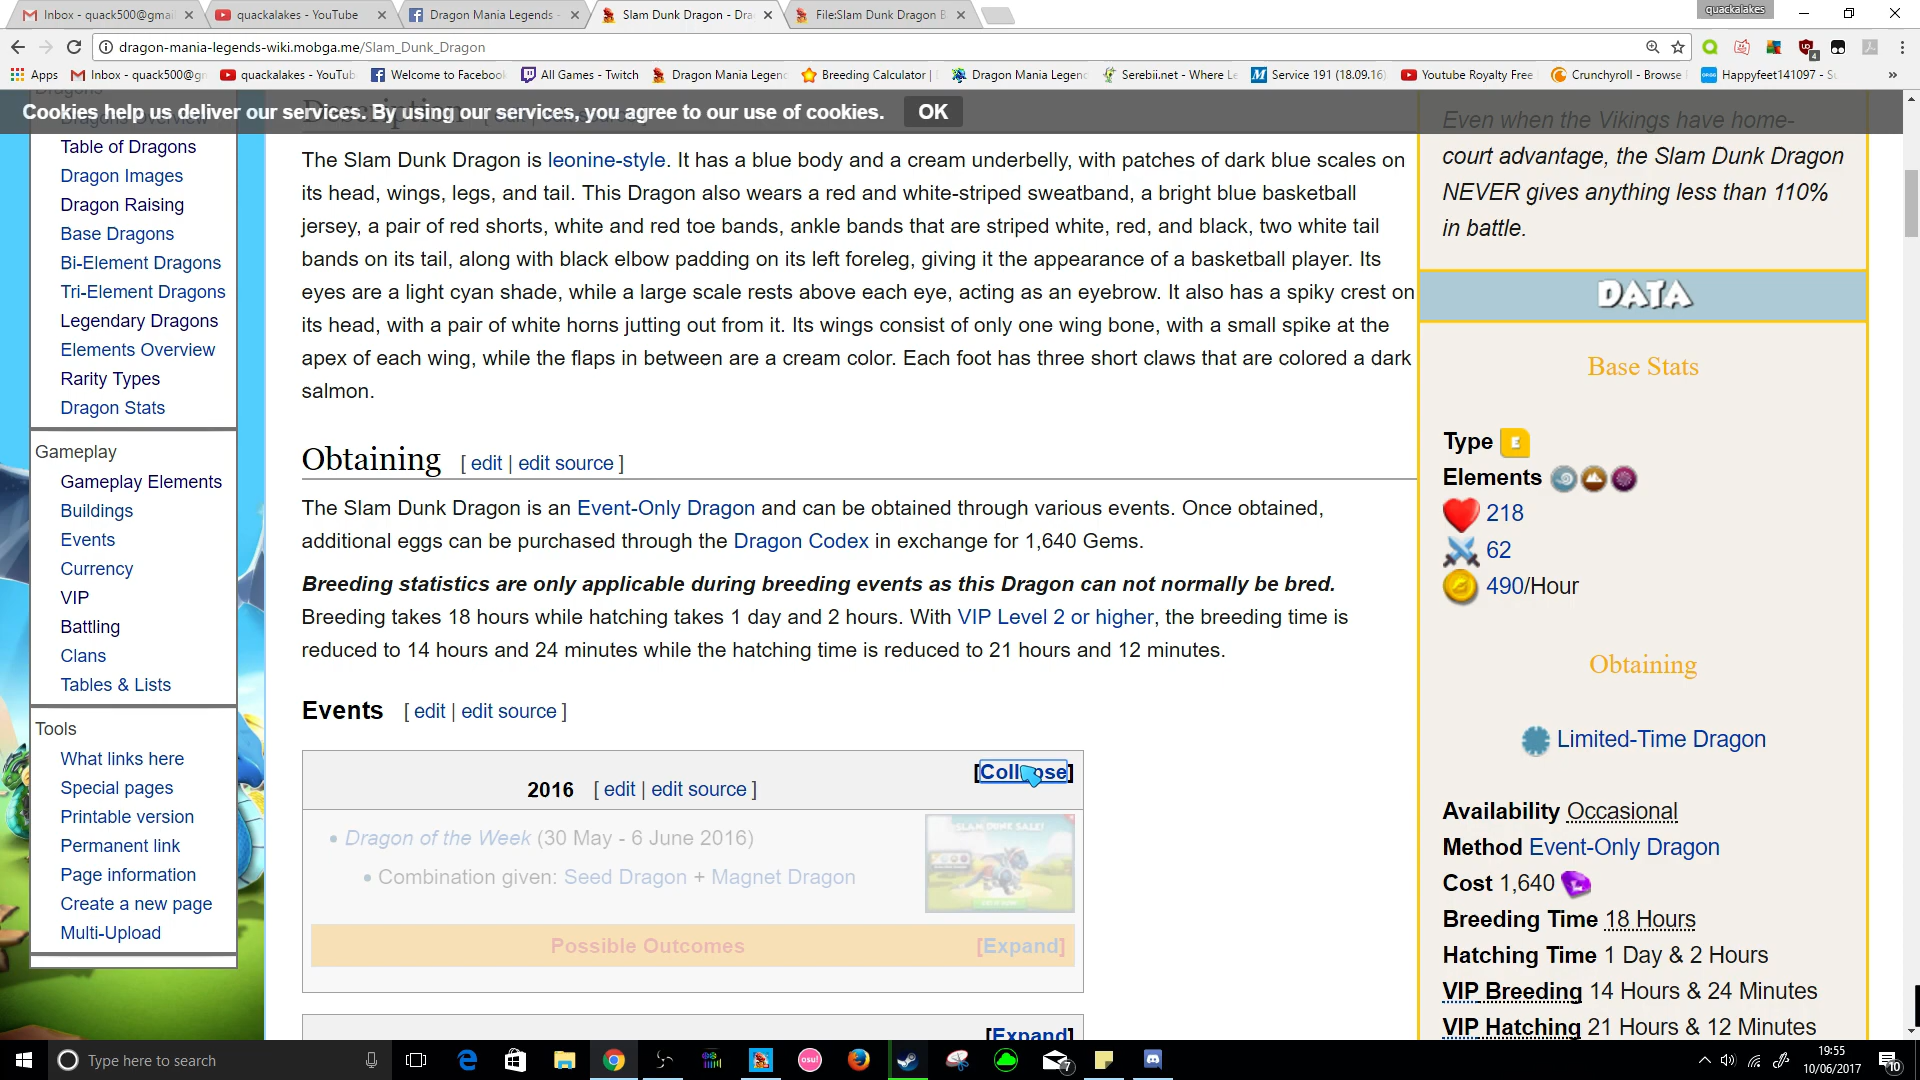 Inbox - quack500@gmai
quackalakes - YouTube
Dragon Mania Legends -
Slam Dunk Dragon - Dra
File:Slam Dunk Dragon B
quackalakes
dragon-mania-legends-wiki.mobga.me/Slam_Dunk_Dragon
Apps
Inbox - quack500@gm
quackalakes - YouTub
Welcome to Facebook
All Games - Twitch
Dragon Mania Legend
Breeding Calculator |
Dragon Mania Legend
Serebii.net - Where Le
Service 191 (18.09.16)
Youtube Royalty Free
Crunchyroll - Browse
Happyfeet141097 - Su
»
Cookies help us deliver our services. By using our services, you agree to our use of cookies.
OK
Dragons
Dragons Overview
Table of Dragons
Dragon Images
Dragon Raising
Base Dragons
Bi-Element Dragons
Tri-Element Dragons
Legendary Dragons
Elements Overview
Rarity Types
Dragon Stats
Gameplay
Gameplay Elements
Buildings
Events
Currency
VIP
Battling
Clans
Tables & Lists
Tools
What links here
Special pages
Printable version
Permanent link
Page information
Create a new page
Multi-Upload
Description
The Slam Dunk Dragon is leonine-style. It has a blue body and a cream underbelly, with patches of dark blue scales on
its head, wings, legs, and tail. This Dragon also wears a red and white-striped sweatband, a bright blue basketball
jersey, a pair of red shorts, white and red toe bands, ankle bands that are striped white, red, and black, two white tail
bands on its tail, along with black elbow padding on its left foreleg, giving it the appearance of a basketball player. Its
eyes are a light cyan shade, while a large scale rests above each eye, acting as an eyebrow. It also has a spiky crest on
its head, with a pair of white horns jutting out from it. Its wings consist of only one wing bone, with a small spike at the
apex of each wing, while the flaps in between are a cream color. Each foot has three short claws that are colored a dark
salmon.
Obtaining [ edit | edit source ]
The Slam Dunk Dragon is an Event-Only Dragon and can be obtained through various events. Once obtained,
additional eggs can be purchased through the Dragon Codex in exchange for 1,640 Gems.
Breeding statistics are only applicable during breeding events as this Dragon can not normally be bred.
Breeding takes 18 hours while hatching takes 1 day and 2 hours. With VIP Level 2 or higher, the breeding time is
reduced to 14 hours and 24 minutes while the hatching time is reduced to 21 hours and 12 minutes.
Events [ edit | edit source ]
[Collapse]
2016 [ edit | edit source ]
• Dragon of the Week (30 May - 6 June 2016)
• Combination given: Seed Dragon + Magnet Dragon
SLAM DUNK SALE!
Possible Outcomes [Expand]
[Expand]
Even when the Vikings have home-
court advantage, the Slam Dunk Dragon
NEVER gives anything less than 110%
in battle.
DATA
Base Stats
Type E
Elements
218
62
490/Hour
Obtaining
Limited-Time Dragon
Availability Occasional
Method Event-Only Dragon
Cost 1,640
Breeding Time 18 Hours
Hatching Time 1 Day & 2 Hours
VIP Breeding 14 Hours & 24 Minutes
VIP Hatching 21 Hours & 12 Minutes
Type here to search
osu!
7
19:55
10/06/2017
10